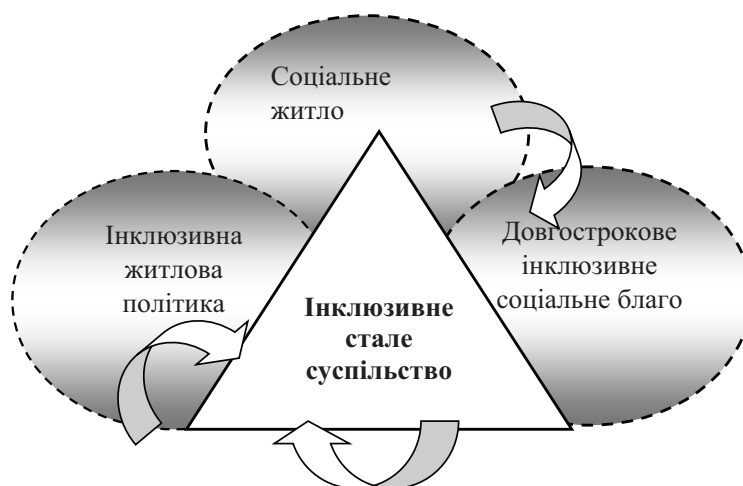 Соціальне
житло
Інклюзивна
житлова
політика
Довгострокове
інклюзивне
соціальне благо
Інклюзивне
стале
суспільство